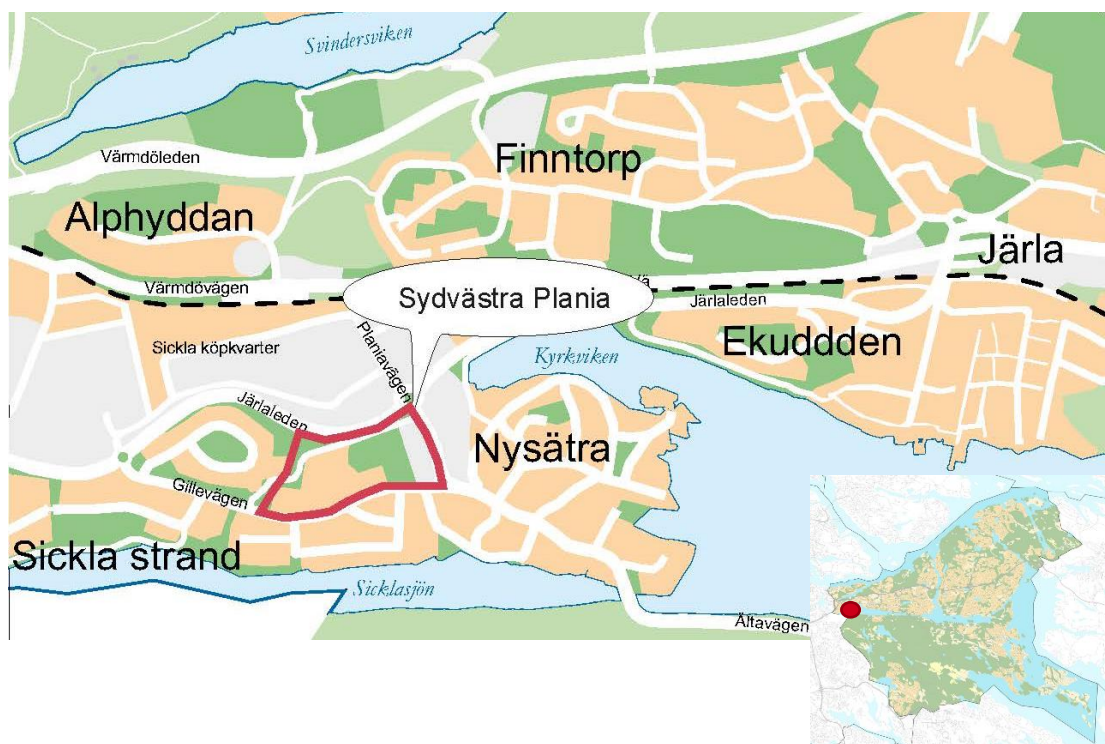 Svindersviken
Värmdöleden
Finntorp
Alphyddan
Järla
Värmdövägen
Sydvästra Plania
Järlaleden
Sickla köpkvarter
Planiavägen
Kyrkviken
Ekuddden
Järlaleden
Nysätra
Gillevägen
Sickla strand
Sicklasjön
Ältavägen